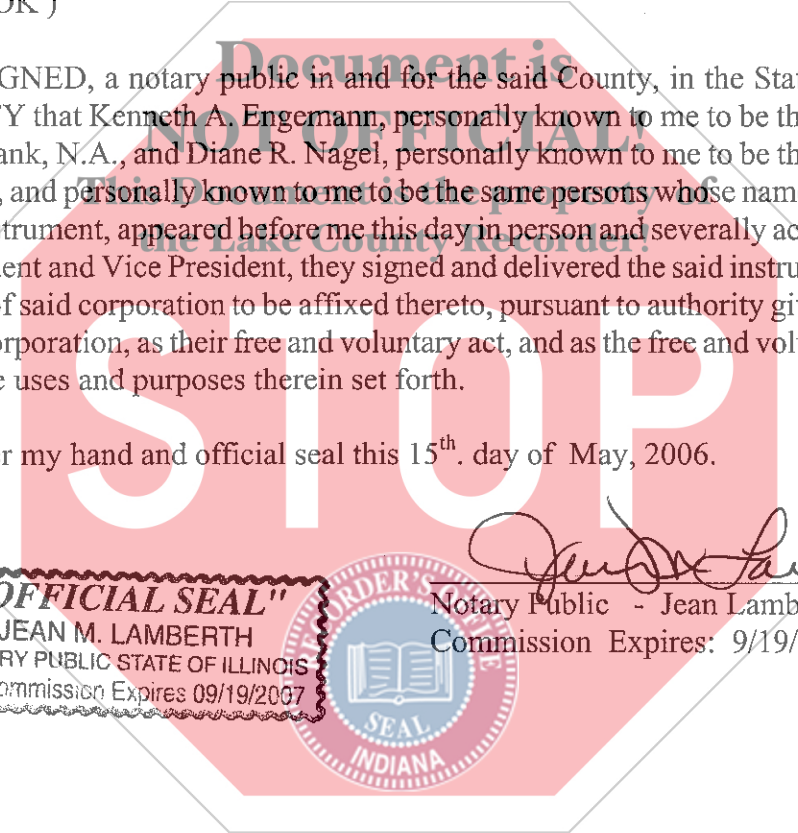 OK )
Document is
GNED, a notary public in and for the said County, in the Sta
Y that Kenneth A. Engemann, personally known to me to be th
NOT OFFICIAL!
ank, N.A., and Diane R. Nagel, personally known to me to be th
This Document is the property of
, and personally known to me to be the same persons whose nam
the Lake County Recorder!
trument, appeared before me this day in person and severally ac
ent and Vice President, they signed and delivered the said instru
f said corporation to be affixed thereto, pursuant to authority gi
orporation, as their free and voluntary act, and as the free and vol
e uses and purposes therein set forth.
STOP
r my hand and official seal this 15th. day of May, 2006.
OFFICIAL SEAL"
JEAN M. LAMBERTH
RY PUBLIC STATE OF ILLINOIS
ommission Expires 09/19/2007
SEAL
INDIANA
Notary Public - Jean Lamb
Commission Expires: 9/19/